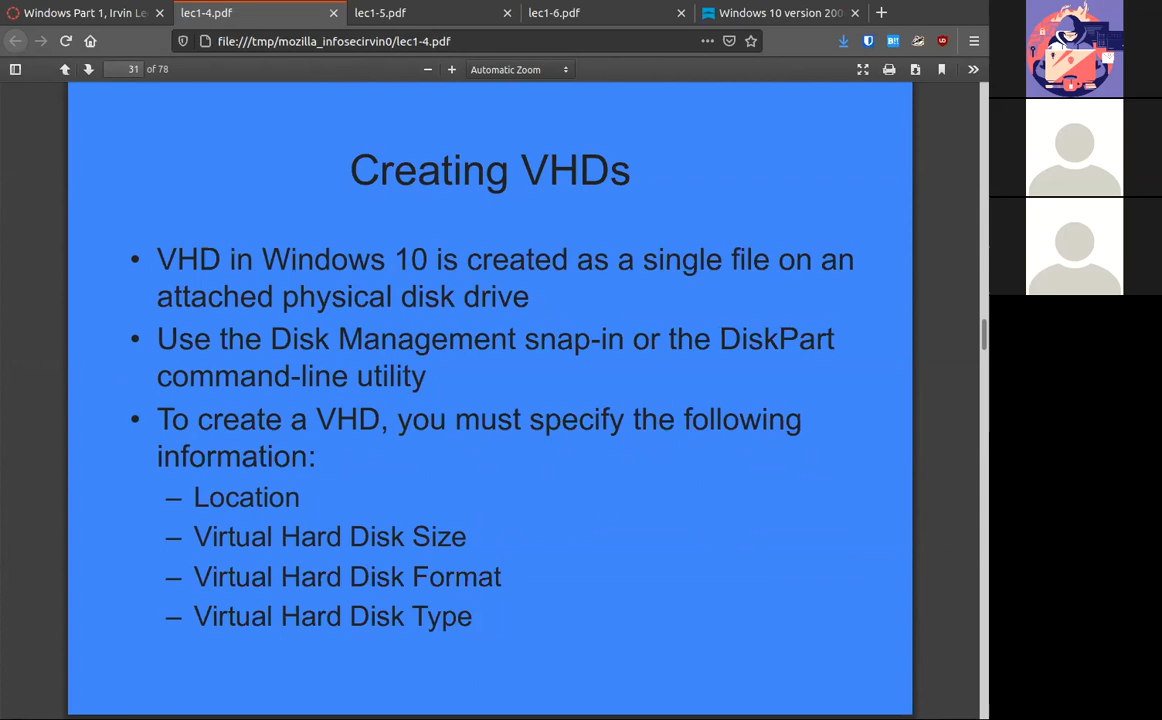 Windows Part 1, Irvin Le
lec1-4.pdf
lec1-5.pdf
lec1-6.pdf
Windows 10 version 200
file:///tmp/mozilla_infosecirvin0/lec1-4.pdf
31 of 78
Automatic Zoom
Creating VHDs
• VHD in Windows 10 is created as a single file on an
attached physical disk drive
• Use the Disk Management snap-in or the DiskPart
command-line utility
• To create a VHD, you must specify the following
information:
– Location
– Virtual Hard Disk Size
– Virtual Hard Disk Format
– Virtual Hard Disk Type